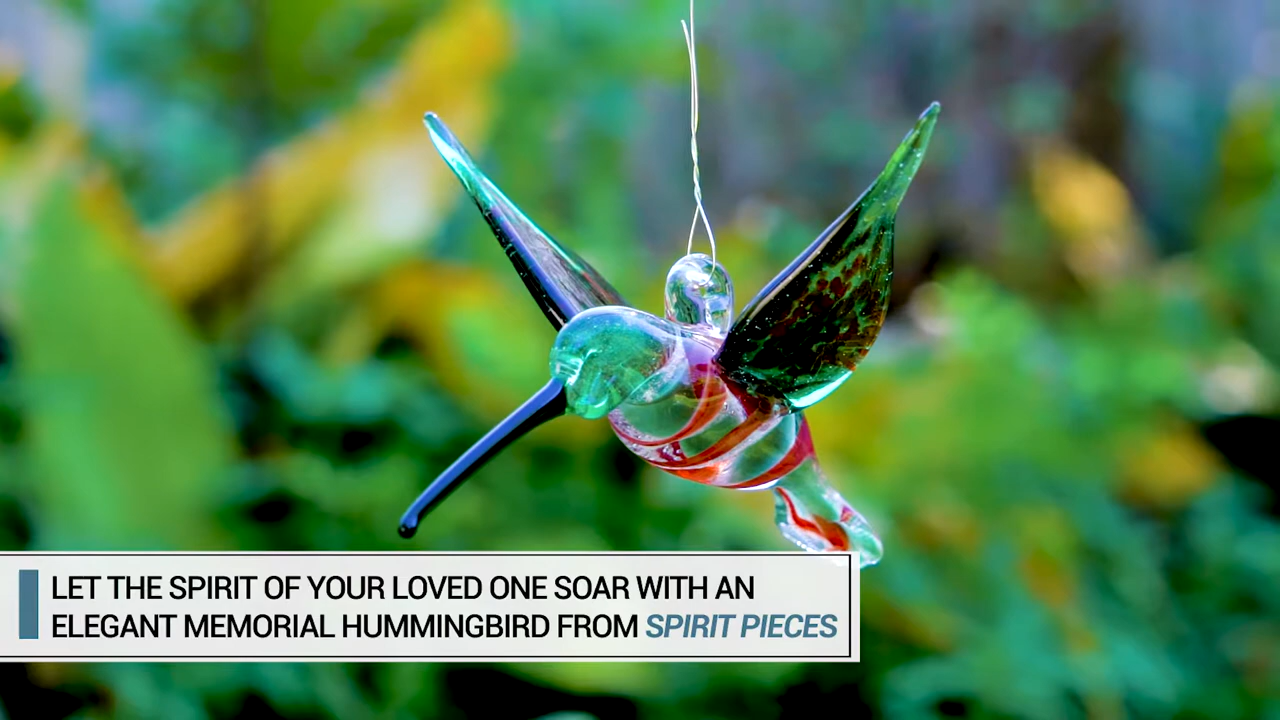 LET THE SPIRIT OF YOUR LOVED ONE SOAR WITH AN
ELEGANT MEMORIAL HUMMINGBIRD FROM SPIRIT PIECES